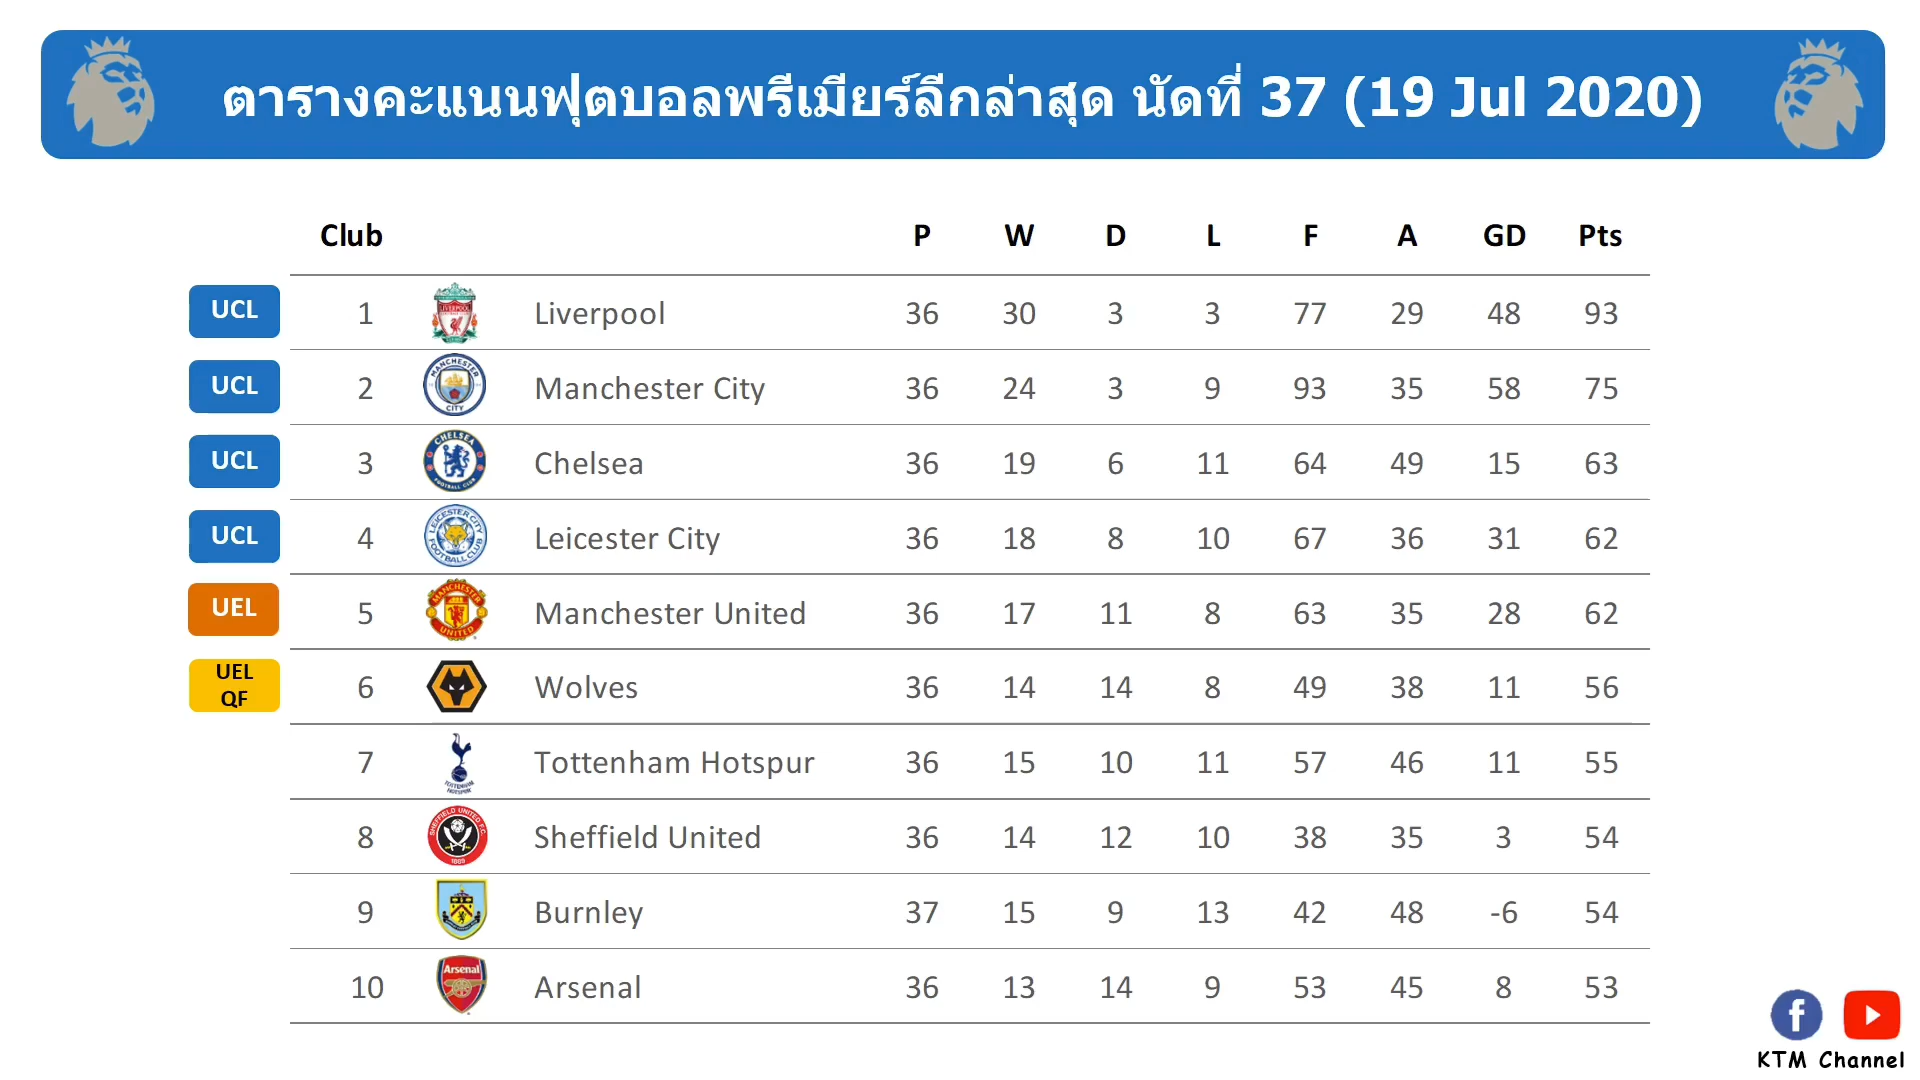 ตารางคะแนนฟุตบอลพรีเมียร์ลีกล่าสุด นัดที่ 37 (19 Jul 2020)
Club P W D L F A GD Pts
UCL 1 Liverpool 36 30 3 3 77 29 48 93
UCL 2 Manchester City 36 24 3 9 93 35 58 75
UCL 3 Chelsea 36 19 6 11 64 49 15 63
UCL 4 Leicester City 36 18 8 10 67 36 31 62
UEL 5 Manchester United 36 17 11 8 63 35 28 62
UEL QF 6 Wolves 36 14 14 8 49 38 11 56
7 Tottenham Hotspur 36 15 10 11 57 46 11 55
8 Sheffield United 36 14 12 10 38 35 3 54
9 Burnley 37 15 9 13 42 48 -6 54
10 Arsenal 36 13 14 9 53 45 8 53
KTM Channel